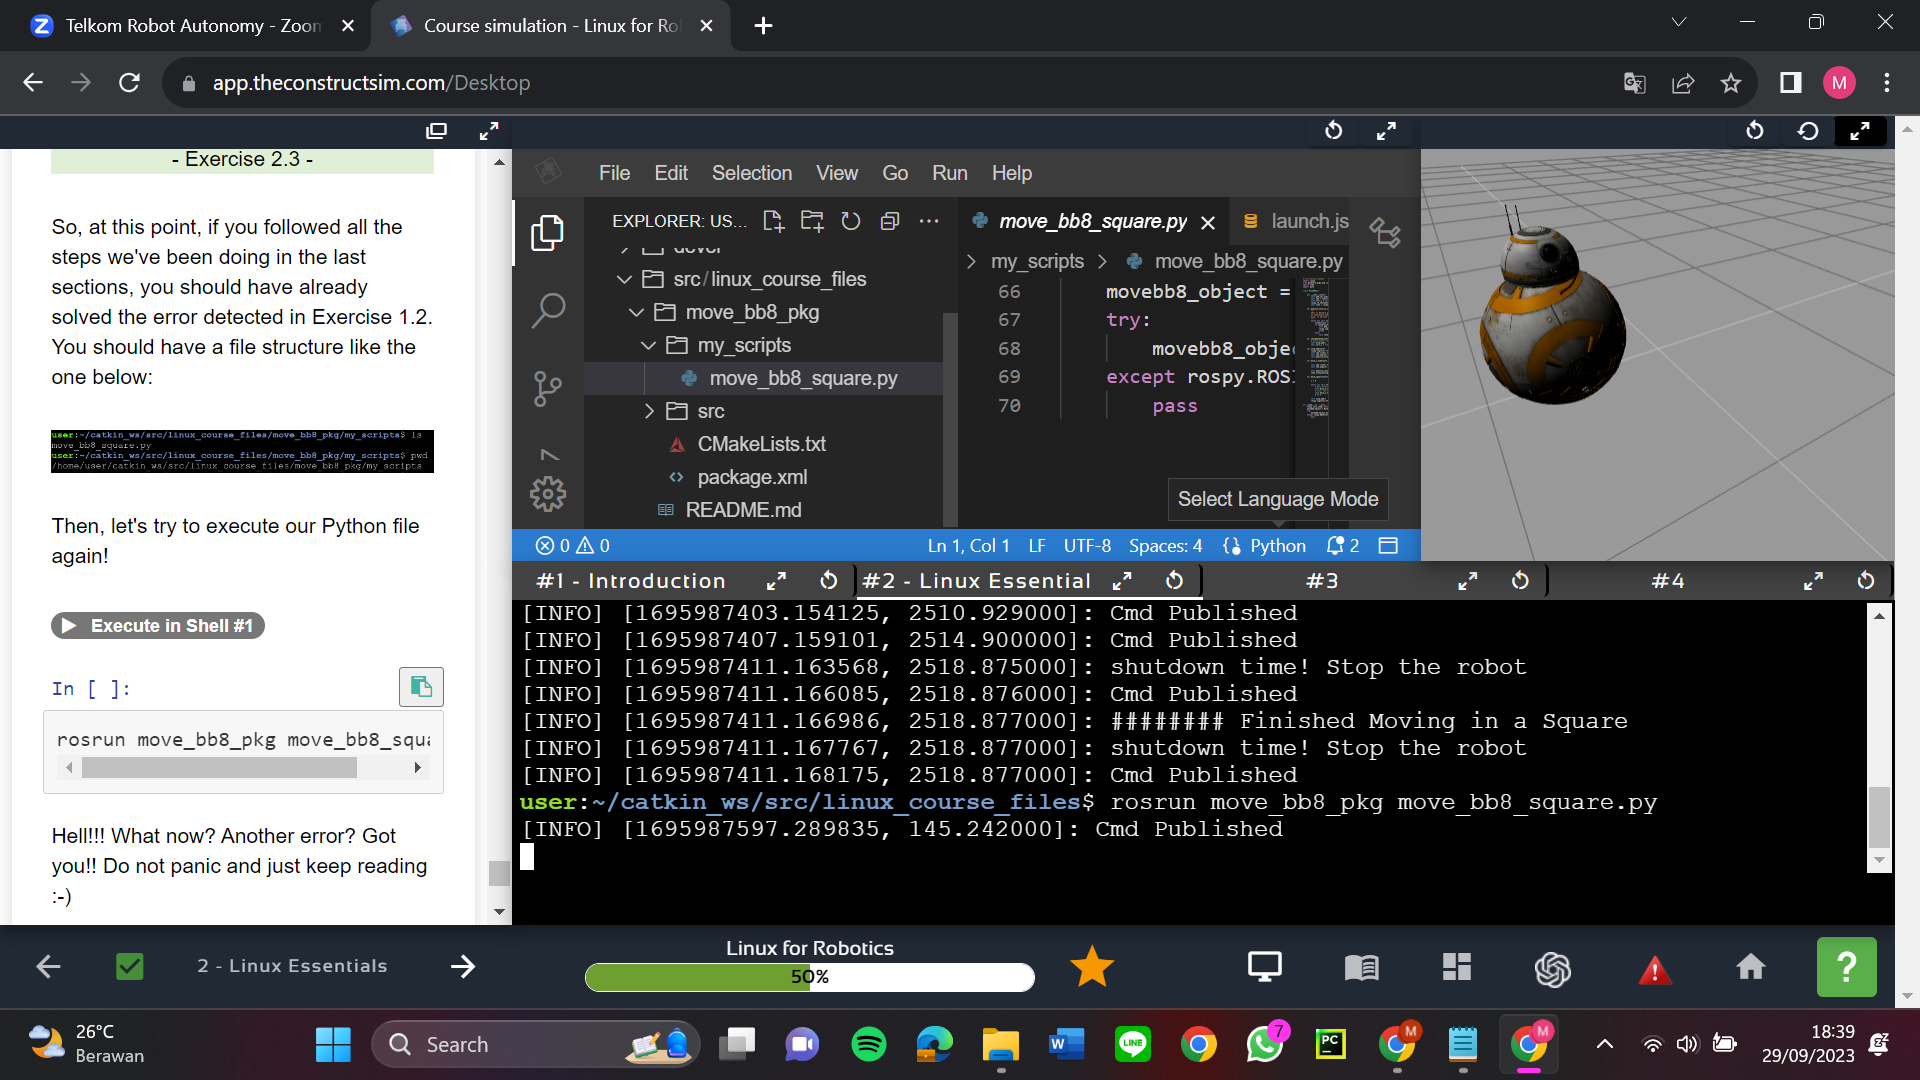 Telkom Robot Autonomy - Zoom
Course simulation - Linux for Ro
app.theconstructsim.com/Desktop
M
- Exercise 2.3 -
So, at this point, if you followed all the
steps we've been doing in the last
sections, you should have already
solved the error detected in Exercise 1.2.
You should have a file structure like the
one below:
user:~/catkin_ws/src/linux_course_files/move_bb8_pkg/my_scripts$ ls
move_bb8_square.py
user:~/catkin_ws/src/linux_course_files/move_bb8_pkg/my_scripts$ pwd
/home/user/catkin_ws/src/linux_course_files/move_bb8_pkg/my_scripts
Then, let's try to execute our Python file
again!
Execute in Shell #1
In [ ]:
rosrun move_bb8_pkg move_bb8_squa
Hell!!! What now? Another error? Got
you!! Do not panic and just keep reading
:-)
File Edit Selection View Go Run Help
EXPLORER: US...
devel
src/linux_course_files
move_bb8_pkg
my_scripts
move_bb8_square.py
src
CMakeLists.txt
package.xml
README.md
move_bb8_square.py
launch.js
my_scripts > move_bb8_square.py
66 movebb8_object =
67 try:
68 movebb8_obje
69 except rospy.ROSI
70 pass
Select Language Mode
0 0 Ln 1, Col 1 LF UTF-8 Spaces: 4 Python 2
#1 - Introduction #2 - Linux Essential #3 #4
[INFO] [1695987403.154125, 2510.929000]: Cmd Published
[INFO] [1695987407.159101, 2514.900000]: Cmd Published
[INFO] [1695987411.163568, 2518.875000]: shutdown time! Stop the robot
[INFO] [1695987411.166085, 2518.876000]: Cmd Published
[INFO] [1695987411.166986, 2518.877000]: ######## Finished Moving in a Square
[INFO] [1695987411.167767, 2518.877000]: shutdown time! Stop the robot
[INFO] [1695987411.168175, 2518.877000]: Cmd Published
user:~/catkin_ws/src/linux_course_files$ rosrun move_bb8_pkg move_bb8_square.py
[INFO] [1695987597.289835, 145.242000]: Cmd Published
2 - Linux Essentials
Linux for Robotics
50%
?
26°C
Berawan
Search
W
LINE
7
PC
M
M
18:39
29/09/2023